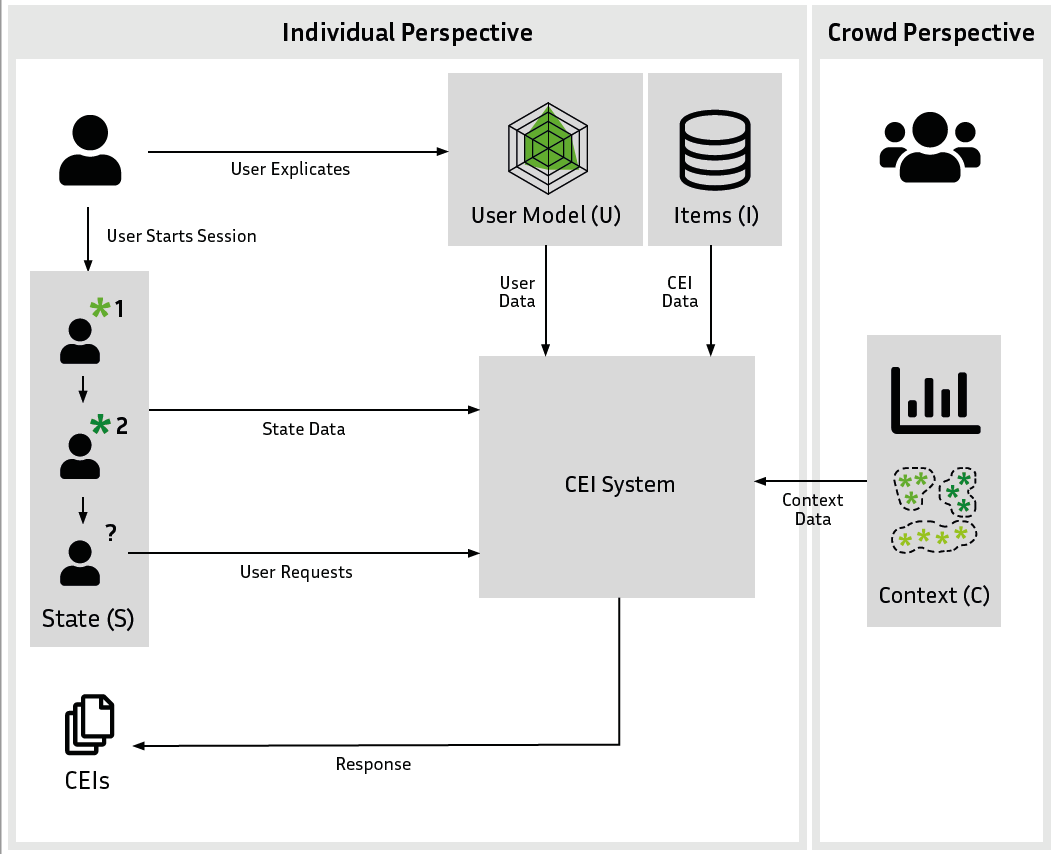 Individual Perspective
Crowd Perspective
User Explicates
User Model (U)
Items (I)
User Starts Session
User
Data
CEI
Data
*1
*2
?
State (S)
State Data
User Requests
CEI System
Context
Data
Context (C)
CEIs
Response